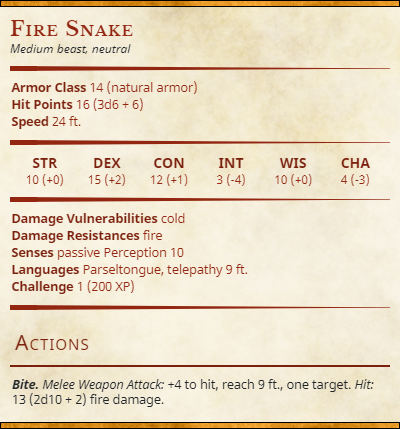 Fire Snake
Medium beast, neutral
Armor Class 14 (natural armor)
Hit Points 16 (3d6 + 6)
Speed 24 ft.
STR DEX CON INT WIS CHA
10 (+0) 15 (+2) 12 (+1) 3 (-4) 10 (+0) 4 (-3)
Damage Vulnerabilities cold
Damage Resistances fire
Senses passive Perception 10
Languages Parseltongue, telepathy 9 ft.
Challenge 1 (200 XP)
Actions
Bite. Melee Weapon Attack: +4 to hit, reach 9 ft., one target. Hit:
13 (2d10 + 2) fire damage.